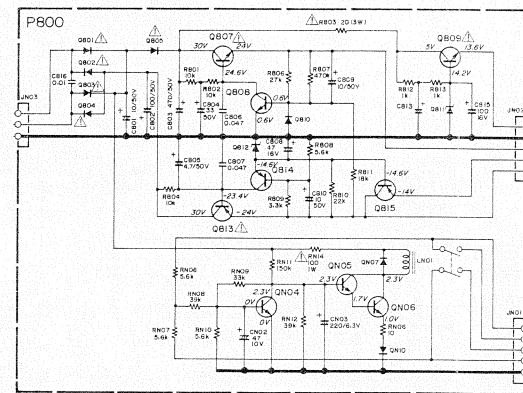 P800
Q801
Q805
Q802
Q803
Q804
C816
0.01
JN03
C801
10/50V
C802
100/50V
C803
470/50V
Q807
30V
24V
24.6V
R801
10k
R802
10k
C804
33
50V
C806
0.047
Q808
0.6V
0.6V
R803 20(3W)
R806
27k
R807
470k
C809
10/50V
Q810
Q809
5V
13.6V
14.2V
R812
1k
R813
1k
C813
Q811
C815
100
16V
JN02
C805
4.7/50V
C807
0.047
Q812
C808
47
16V
R808
5.6k
-14.6V
Q814
R804
10k
-23.4V
30V
-24V
Q813
R809
3.3k
C810
10
50V
R810
22k
R811
18k
-14.6V
-14V
Q815
RN06
5.6k
RN07
5.6k
RN08
39k
RN09
33k
RN10
5.6k
RN11
150k
2.3V
QN04
0V
0V
CN02
47
10V
RN12
39k
CN03
220/6.3V
RN14
100
1W
QN05
2.3V
2.3V
QN07
LN01
1.7V
QN06
1.0V
RN06
10
QN10
JN01